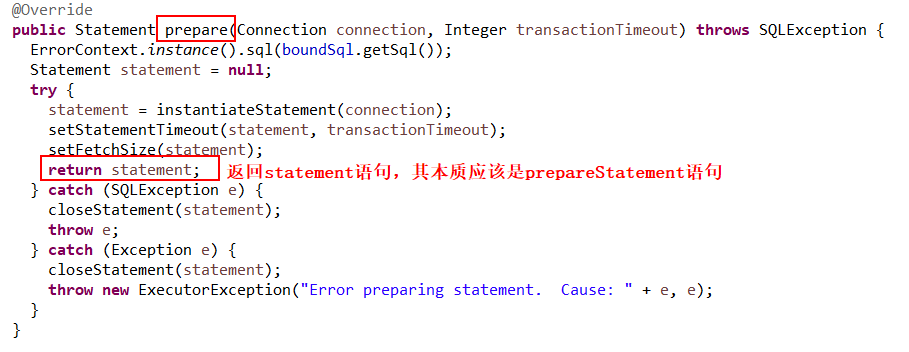 @Override
public Statement prepare(Connection connection, Integer transactionTimeout) throws SQLException {
ErrorContext.instance().sql(boundSql.getSql());
Statement statement = null;
try {
statement = instantiateStatement(connection);
setStatementTimeout(statement, transactionTimeout);
setFetchSize(statement);
return statement; 返回statement语句，其本质应该是prepareStatement语句
} catch (SQLException e) {
closeStatement(statement);
throw e;
} catch (Exception e) {
closeStatement(statement);
throw new ExecutorException("Error preparing statement.  Cause: " + e, e);
}
}